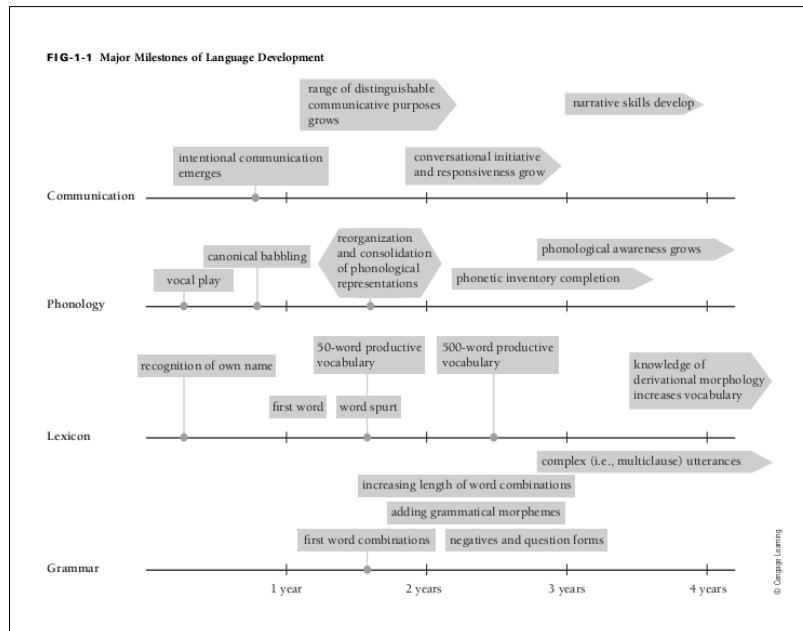 FIG-1-1 Major Milestones of Language Development
range of distinguishable
communicative purposes
grows
narrative skills develop
intentional communication
emerges
conversational initiative
and responsiveness grow
Communication
reorganization
and consolidation
of phonological
representations
phonological awareness grows
canonical babbling
vocal play
phonetic inventory completion
Phonology
50-word productive
vocabulary
500-word productive
vocabulary
recognition of own name
knowledge of
derivational morphology
increases vocabulary
first word
word spurt
Lexicon
complex (i.e., multiclause) utterances
increasing length of word combinations
adding grammatical morphemes
first word combinations
negatives and question forms
Grammar
1 year
2 years
3 years
4 years
© Cengage Learning